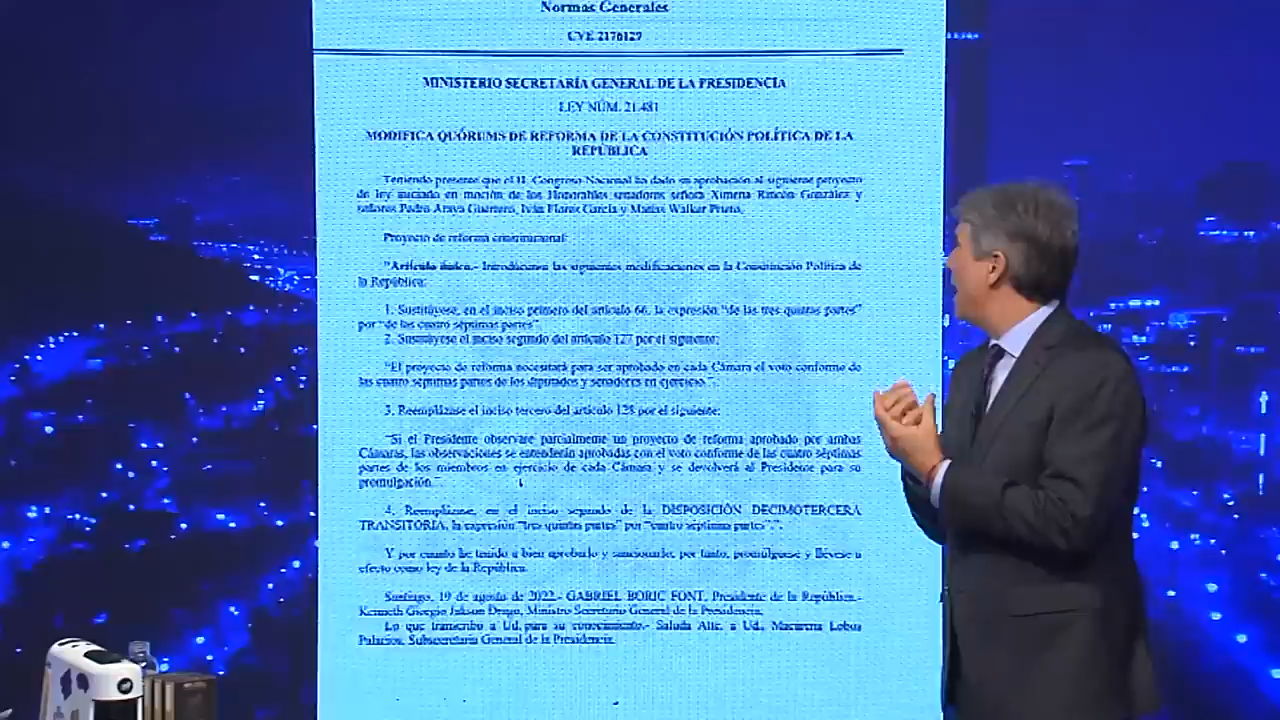 Normas Generales
CVE 2176127
MINISTERIO SECRETARÍA GENERAL DE LA PRESIDENCIA
LEY NÚM. 21.481
MODIFICA QUÓRUMS DE REFORMA DE LA CONSTITUCIÓN POLÍTICA DE LA
REPÚBLICA
Teniendo presente que el H. Congreso Nacional ha dado su aprobación al siguiente proyecto
de ley iniciado en moción de los Honorables senadores señora Ximena Rincón González y
señores Pedro Araya Guerrero, Iván Flores García y Matías Walker Prieto,
Proyecto de reforma constitucional:
"Artículo único.- Introdúcense las siguientes modificaciones en la Constitución Política de
la República:
1. Sustitúyese, en el inciso primero del artículo 66, la expresión "de las tres quintas partes"
por "de las cuatro séptimas partes".
2. Sustitúyese el inciso segundo del artículo 127 por el siguiente:
"El proyecto de reforma necesitará para ser aprobado en cada Cámara el voto conforme de
las cuatro séptimas partes de los diputados y senadores en ejercicio.".
3. Reemplázase el inciso tercero del artículo 128 por el siguiente:
"Si el Presidente observare parcialmente un proyecto de reforma aprobado por ambas
Cámaras, las observaciones se entenderán aprobadas con el voto conforme de las cuatro séptimas
partes de los miembros en ejercicio de cada Cámara y se devolverá al Presidente para su
promulgación."
4. Reemplázase, en el inciso segundo de la DISPOSICIÓN DECIMOTERCERA
TRANSITORIA, la expresión "tres quintas partes" por "cuatro séptimas partes".".
Y por cuanto he tenido a bien aprobarlo y sancionarlo; por tanto, promúlguese y llévese a
efecto como ley de la República.
Santiago, 19 de agosto de 2022.- GABRIEL BORIC FONT, Presidente de la República.-
Kenneth Giorgio Jackson Drago, Ministro Secretario General de la Presidencia.
Lo que transcribo a Ud. para su conocimiento.- Saluda Atte. a Ud., Macarena Lobos
Palacios, Subsecretaria General de la Presidencia.